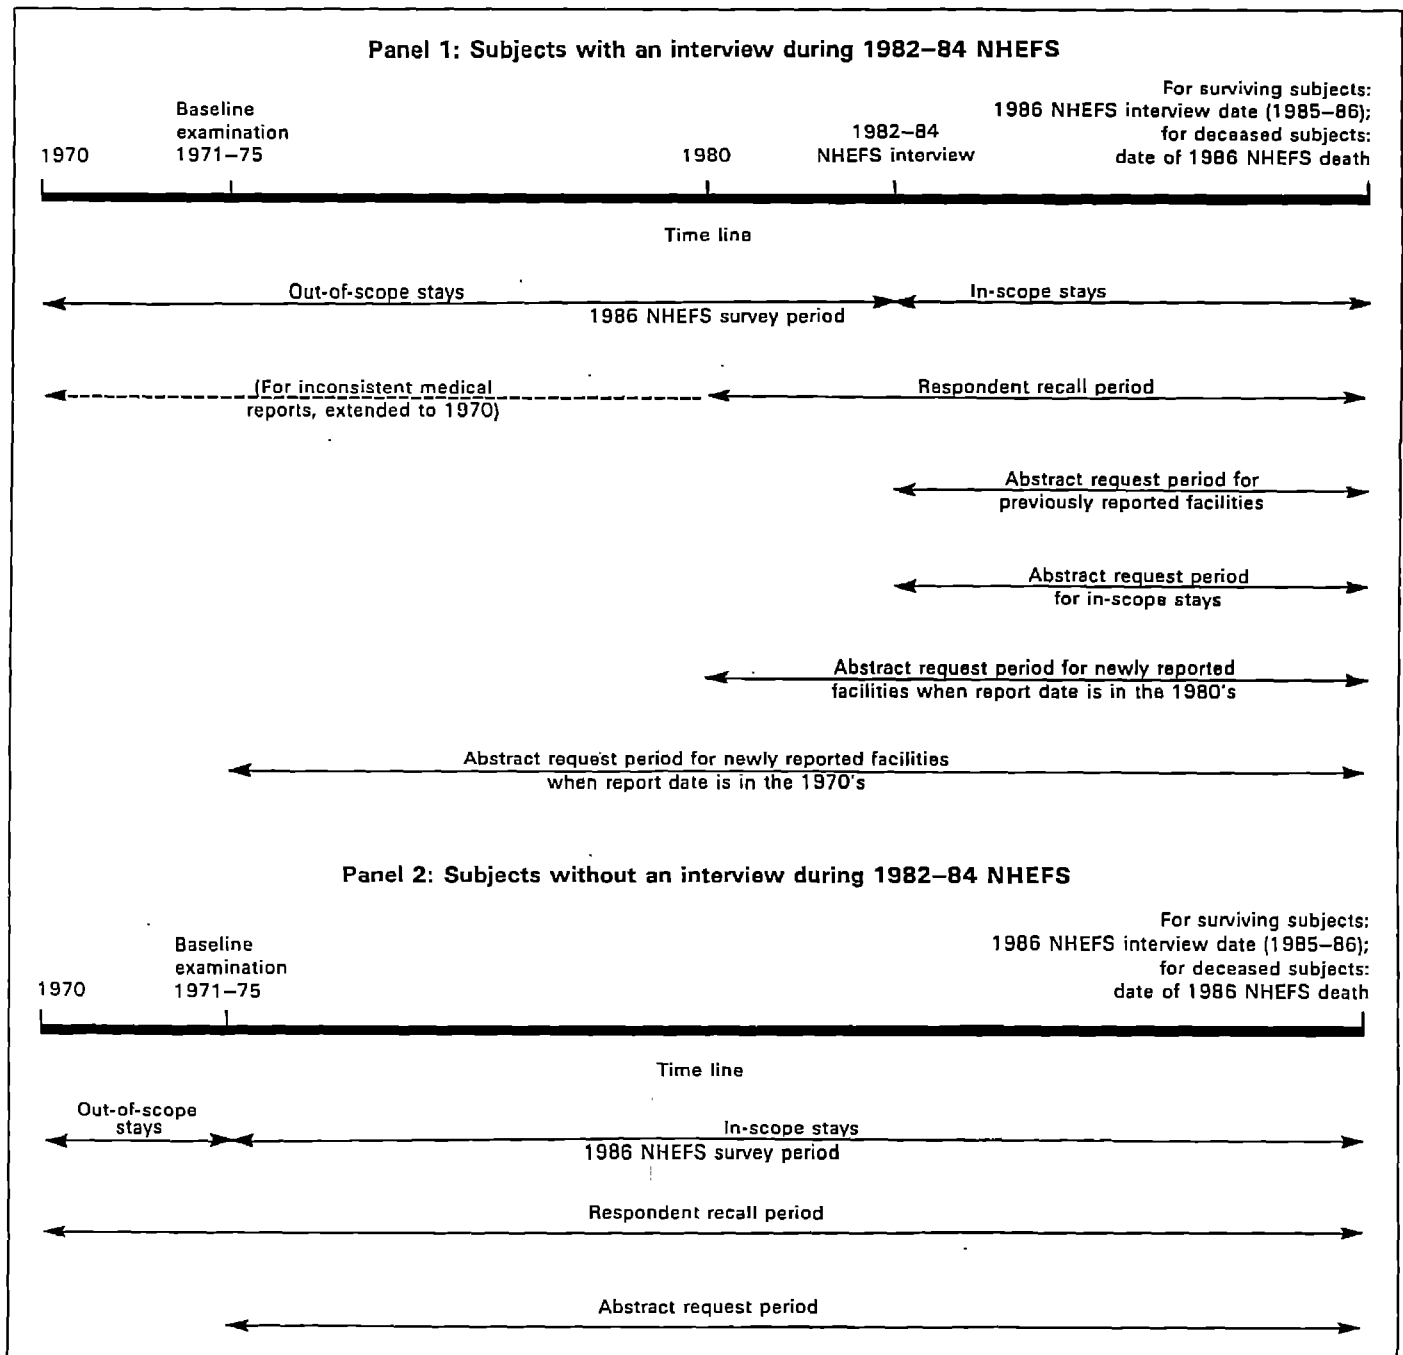 Panel 1: Subjects with an interview during 1982–84 NHEFS
For surviving subjects:
1986 NHEFS interview date (1985–86);
for deceased subjects:
date of 1986 NHEFS death
Baseline
examination
1971–75
1970
1980
1982–84
NHEFS interview
Time line
Out-of-scope stays
In-scope stays
1986 NHEFS survey period
(For inconsistent medical
reports, extended to 1970)
Respondent recall period
Abstract request period for
previously reported facilities
Abstract request period
for in-scope stays
Abstract request period for newly reported
facilities when report date is in the 1980's
Abstract request period for newly reported facilities
when report date is in the 1970's
Panel 2: Subjects without an interview during 1982–84 NHEFS
For surviving subjects:
1986 NHEFS interview date (1985–86);
for deceased subjects:
date of 1986 NHEFS death
Baseline
examination
1971–75
1970
Time line
Out-of-scope
stays
In-scope stays
1986 NHEFS survey period
Respondent recall period
Abstract request period